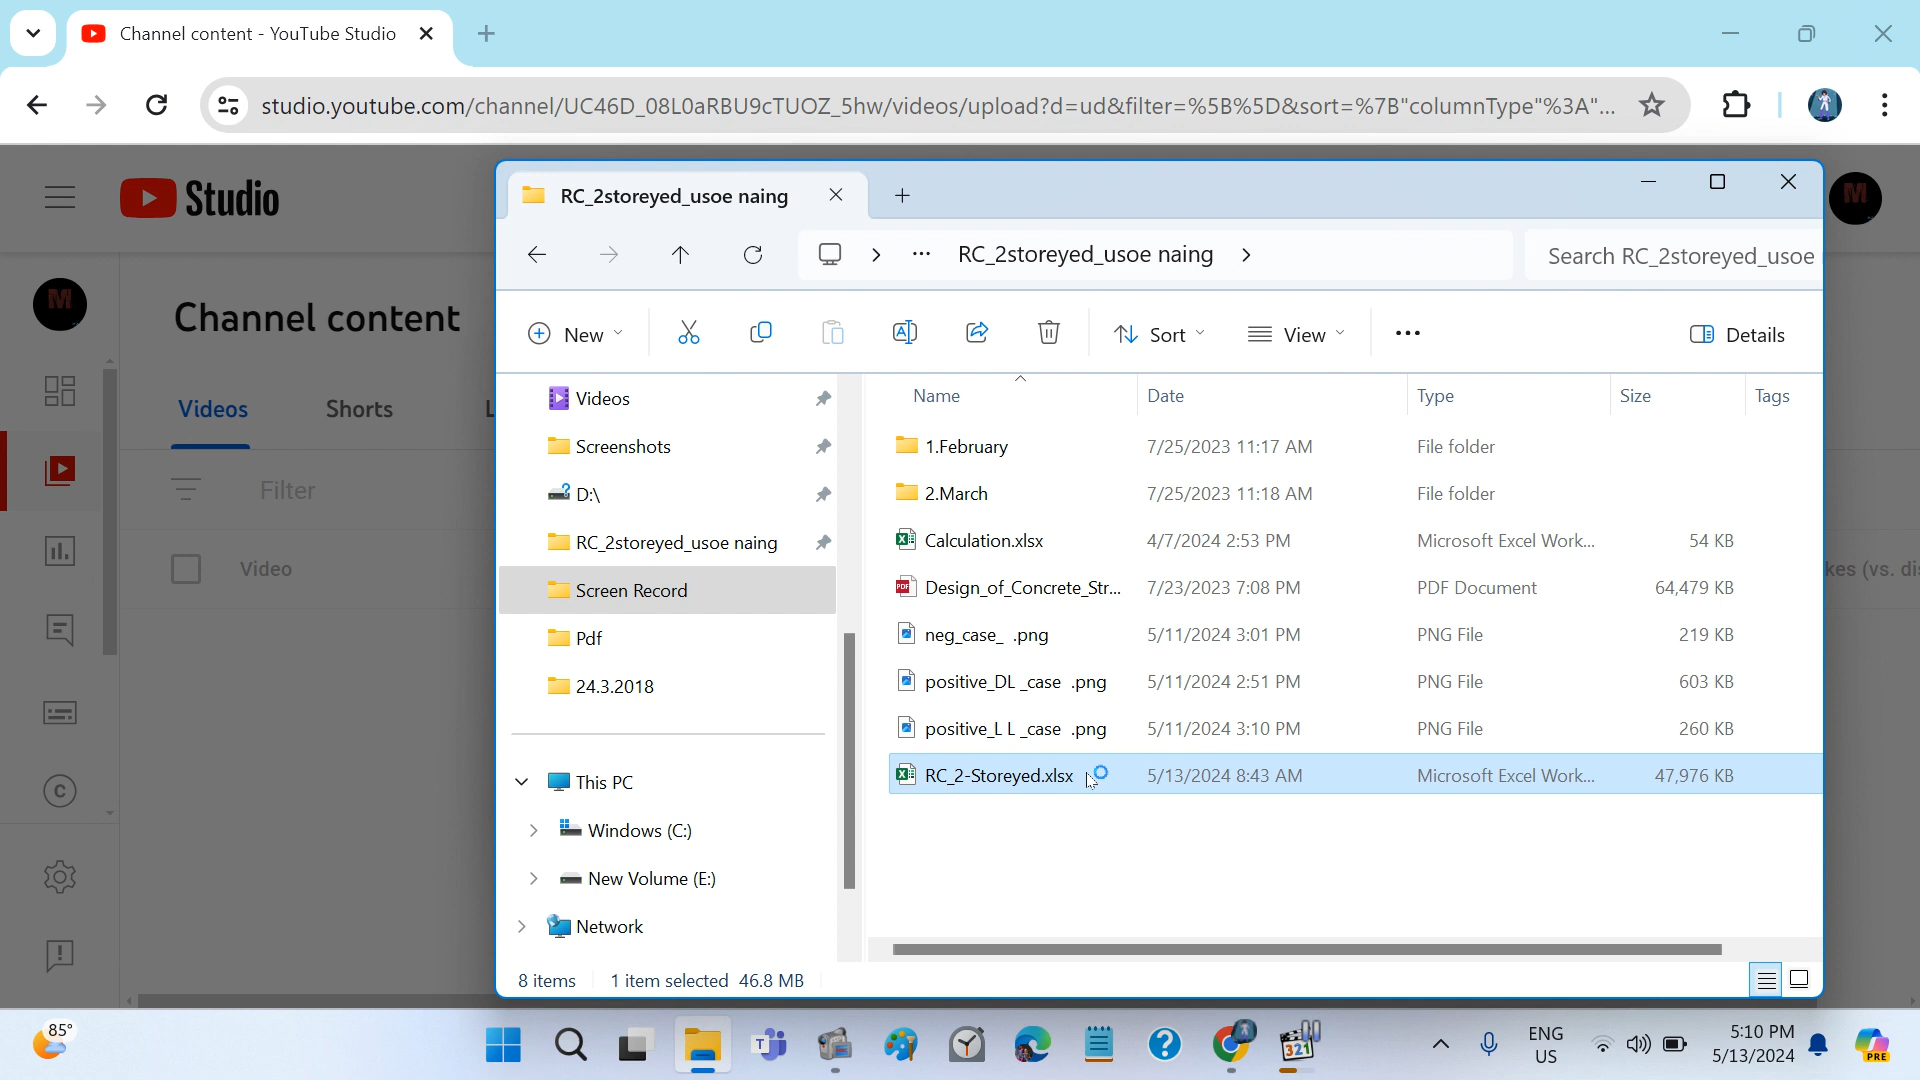 Channel content - YouTube Studio
studio.youtube.com/channel/UC46D_08L0aRBU9cTUOZ_5hw/videos/upload?d=ud&filter=%5B%5D&sort=%7B"columnType"%3A"...
Studio
M
M
Channel content
Videos
Shorts
L
Filter
Video
kes (vs. dis
RC_2storeyed_usoe naing
RC_2storeyed_usoe naing
Search RC_2storeyed_usoe
New
Sort
View
Details
Videos
Screenshots
D:\
RC_2storeyed_usoe naing
Screen Record
Pdf
24.3.2018
This PC
Windows (C:)
New Volume (E:)
Network
Name Date Type Size Tags
1.February 7/25/2023 11:17 AM File folder
2.March 7/25/2023 11:18 AM File folder
Calculation.xlsx 4/7/2024 2:53 PM Microsoft Excel Work... 54 KB
Design_of_Concrete_Str... 7/23/2023 7:08 PM PDF Document 64,479 KB
neg_case_ .png 5/11/2024 3:01 PM PNG File 219 KB
positive_DL _case .png 5/11/2024 2:51 PM PNG File 603 KB
positive_L L _case .png 5/11/2024 3:10 PM PNG File 260 KB
RC_2-Storeyed.xlsx 5/13/2024 8:43 AM Microsoft Excel Work... 47,976 KB
8 items 1 item selected 46.8 MB
85°
321
ENG
US
5:10 PM
5/13/2024
PRE